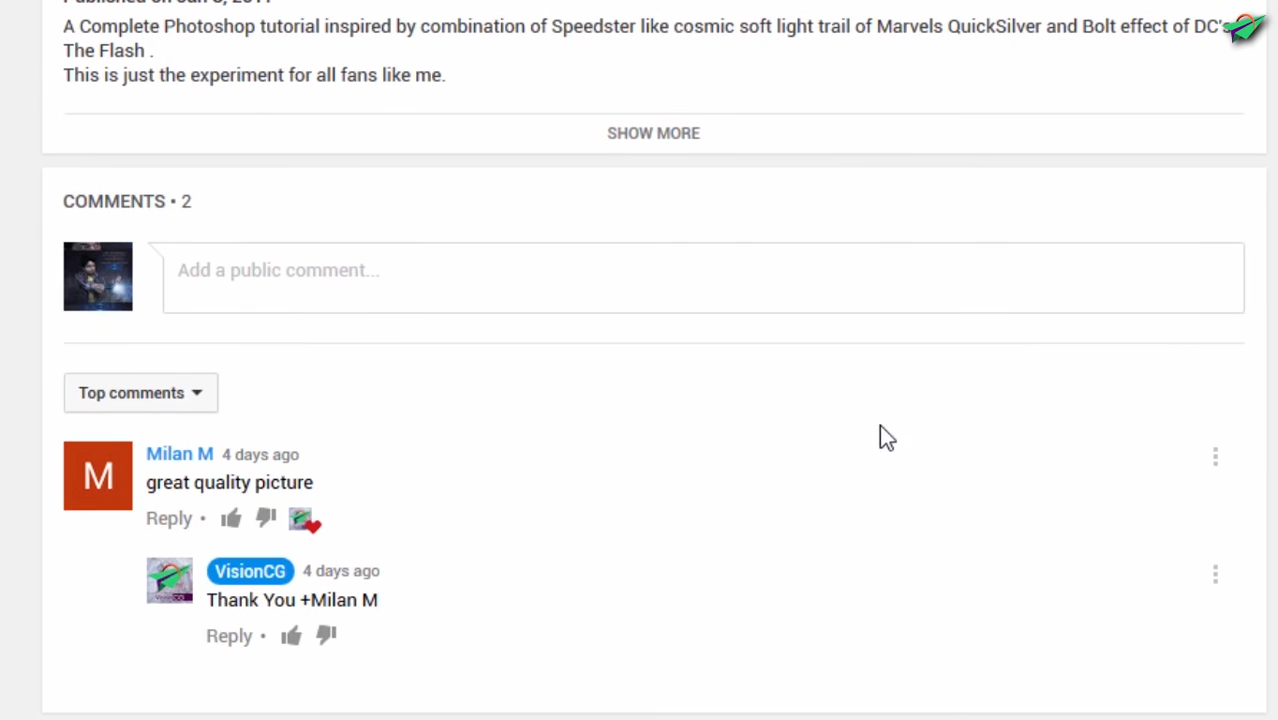 A Complete Photoshop tutorial inspired by combination of Speedster like cosmic soft light trail of Marvels QuickSilver and Bolt effect of DC's
The Flash .
This is just the experiment for all fans like me.
SHOW MORE
COMMENTS • 2
Add a public comment...
Top comments
M
Milan M 4 days ago
great quality picture
Reply •
VisionCG 4 days ago
Thank You +Milan M
Reply •